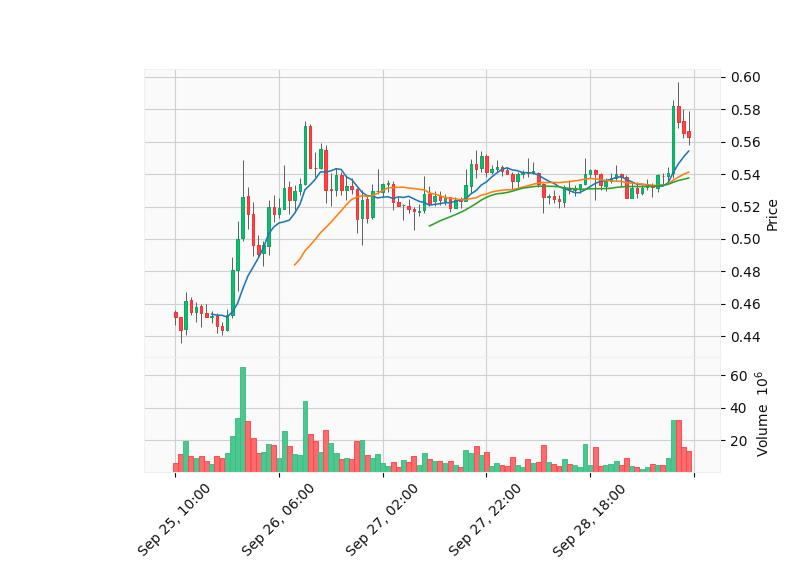 0.60
0.58
0.56
0.54
0.52
0.50
0.48
0.46
0.44
Price
60
40
20
Volume 10^6
Sep 25, 10:00
Sep 26, 06:00
Sep 27, 02:00
Sep 27, 22:00
Sep 28, 18:00